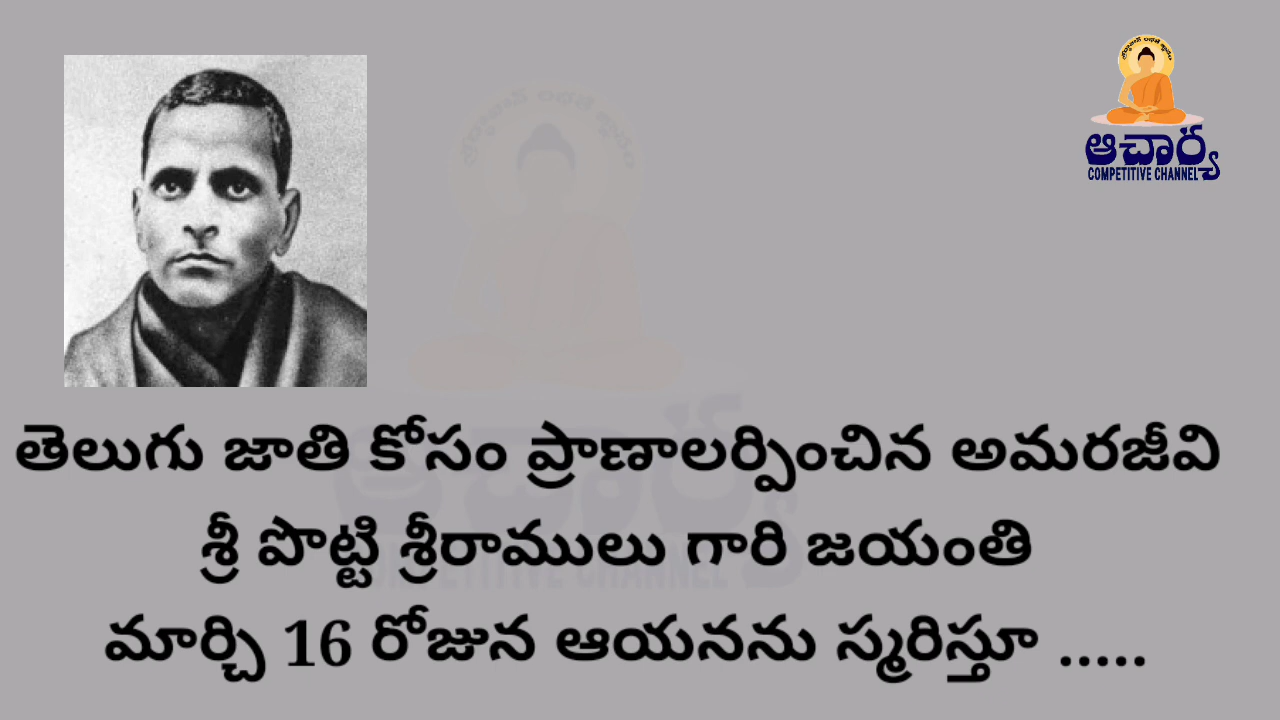 ఆచార్య
COMPETITIVE CHANNEL
తెలుగు జాతి కోసం ప్రాణాలర్పించిన అమరజీవి
శ్రీ పొట్టి శ్రీరాములు గారి జయంతి
మార్చి 16 రోజున ఆయనను స్మరిస్తూ .....